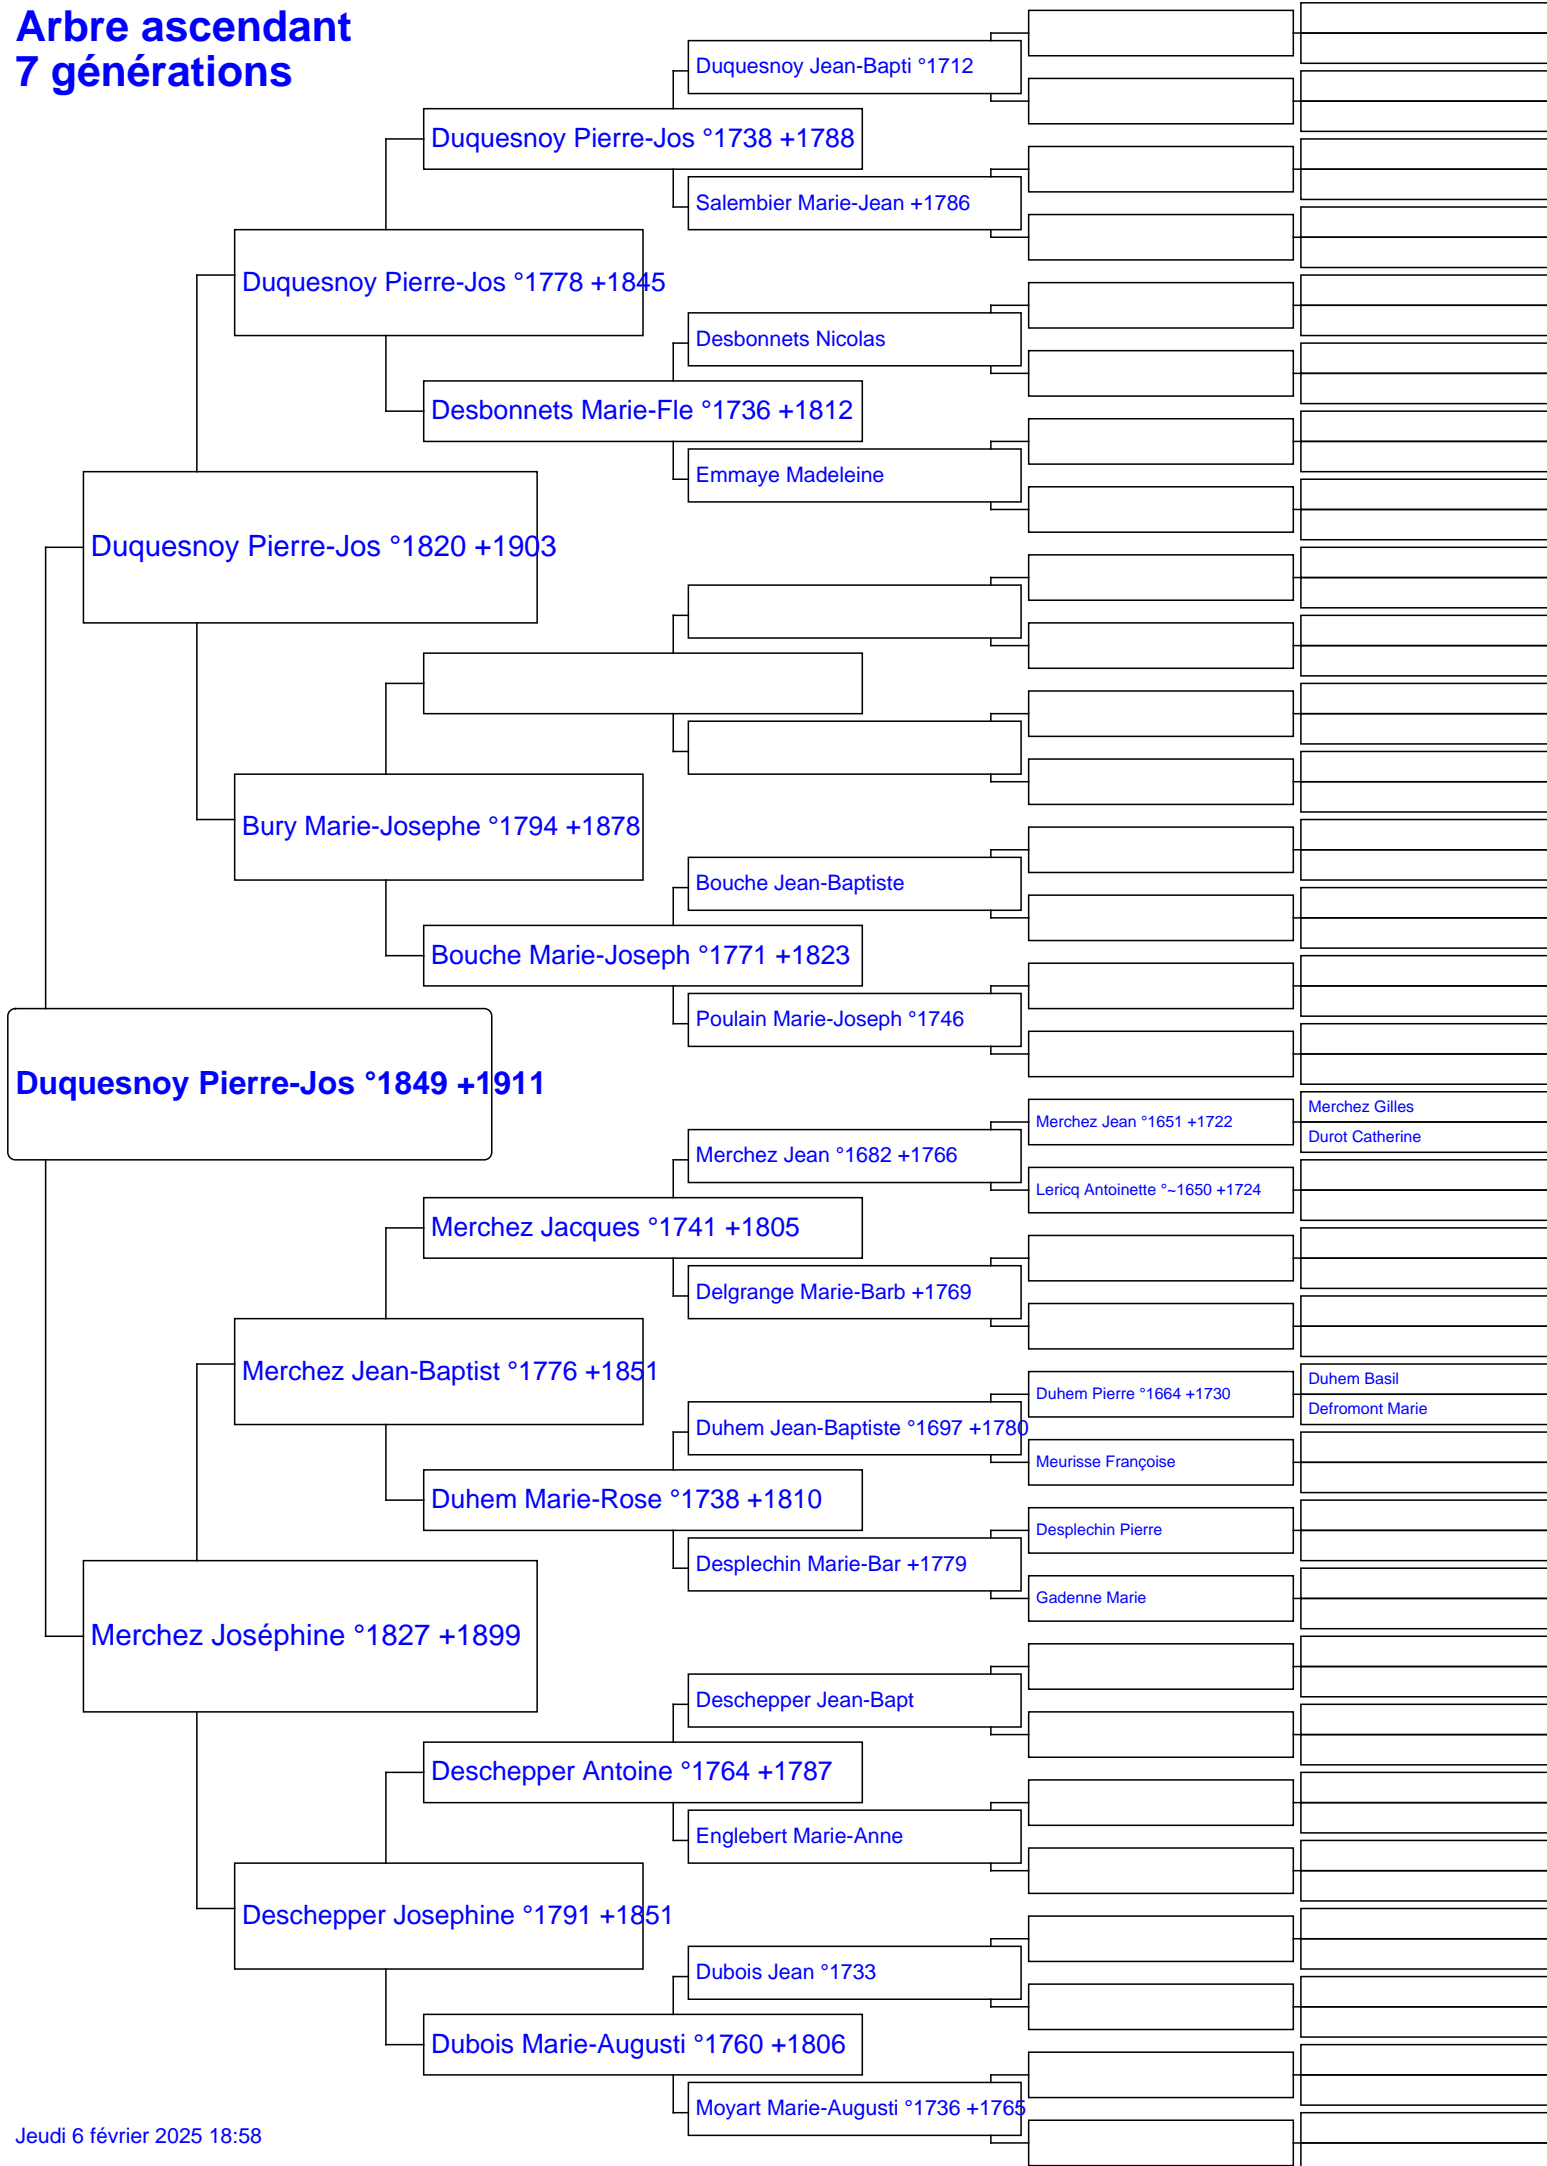 Arbre ascendant
7 générations
Duquesnoy Jean-Bapti °1712
Duquesnoy Pierre-Jos °1738 +1788
Salembier Marie-Jean +1786
Duquesnoy Pierre-Jos °1778 +1845
Desbonnets Nicolas
Desbonnets Marie-Fle °1736 +1812
Emmaye Madeleine
Duquesnoy Pierre-Jos °1820 +1903
Bury Marie-Josephe °1794 +1878
Bouche Jean-Baptiste
Bouche Marie-Joseph °1771 +1823
Poulain Marie-Joseph °1746
Duquesnoy Pierre-Jos °1849 +1911
Merchez Gilles
Merchez Jean °1651 +1722
Durot Catherine
Merchez Jean °1682 +1766
Lericq Antoinette °~1650 +1724
Merchez Jacques °1741 +1805
Delgrange Marie-Barb +1769
Merchez Jean-Baptist °1776 +1851
Duhem Basil
Duhem Pierre °1664 +1730
Defromont Marie
Duhem Jean-Baptiste °1697 +1780
Meurisse Françoise
Duhem Marie-Rose °1738 +1810
Desplechin Pierre
Desplechin Marie-Bar +1779
Gadenne Marie
Merchez Joséphine °1827 +1899
Deschepper Jean-Bapt
Deschepper Antoine °1764 +1787
Englebert Marie-Anne
Deschepper Josephine °1791 +1851
Dubois Jean °1733
Dubois Marie-Augusti °1760 +1806
Moyart Marie-Augusti °1736 +1765
Jeudi 6 février 2025 18:58